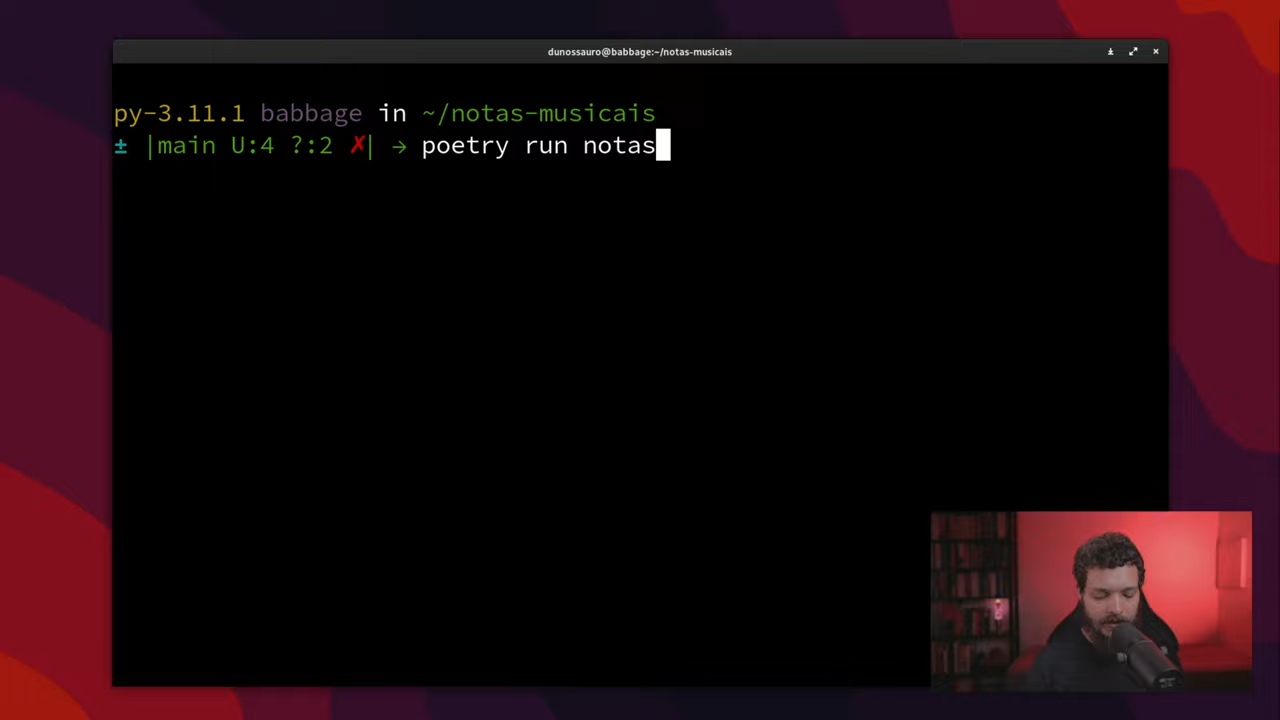 dunossauro@babbage:~/notas-musicais
py-3.11.1 babbage in ~/notas-musicais
± |main U:4 ?:2 ✗| → poetry run notas